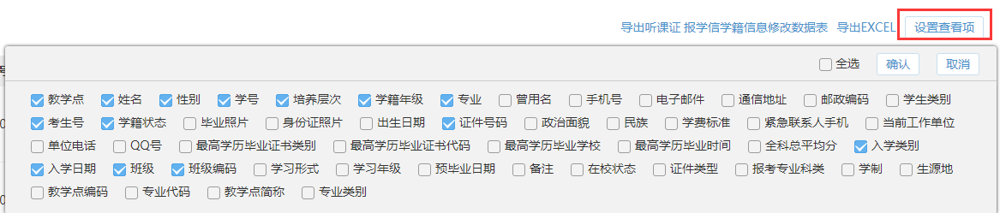 导出听课证 报学信学籍信息修改数据表 导出EXCEL 设置查看项
全选 确认 取消
教学点 姓名 性别 学号 培养层次 学籍年级 专业 曾用名 手机号 电子邮件 通信地址 邮政编码 学生类别
考生号 学籍状态 毕业照片 身份证照片 出生日期 证件号码 政治面貌 民族 学费标准 紧急联系人手机 当前工作单位
单位电话 QQ号 最高学历毕业证书类别 最高学历毕业证书代码 最高学历毕业学校 最高学历毕业时间 全科总平均分 入学类别
入学日期 班级 班级编码 学习形式 学习年级 预毕业日期 备注 在校状态 证件类型 报考专业科类 学制 生源地
教学点编码 专业代码 教学点简称 专业类别